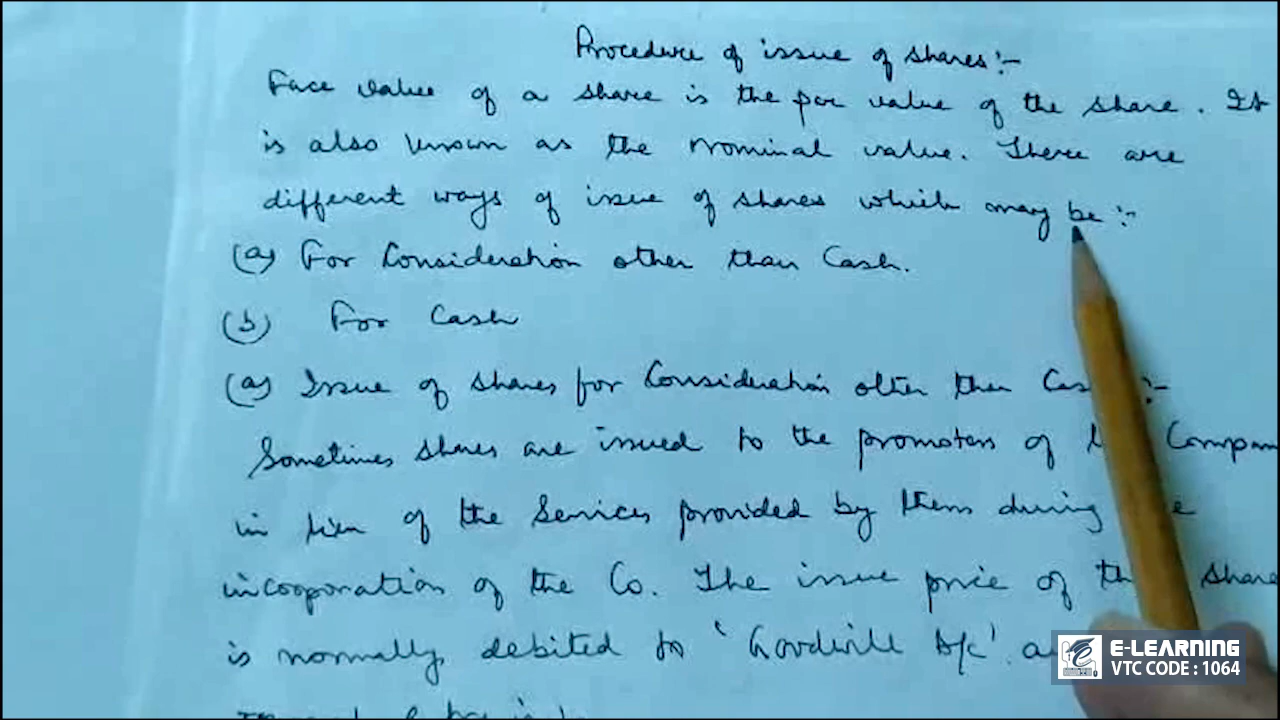 Procedure of issue of shares :-
Face value of a share is the par value of the share. It
is also known as the nominal value. There are
different ways of issue of shares which may be :-
(a) For Consideration other than Cash.
(b) For Cash
(a) Issue of shares for Consideration other than Cas :-
Sometimes shares are issued to the promoters of Compan
in lieu of the Services provided by them during
incooporation of the Co. The issue price of th share
is normally debited to 'Goodwill A/c'. a
E-LEARNING
VTC CODE : 1064